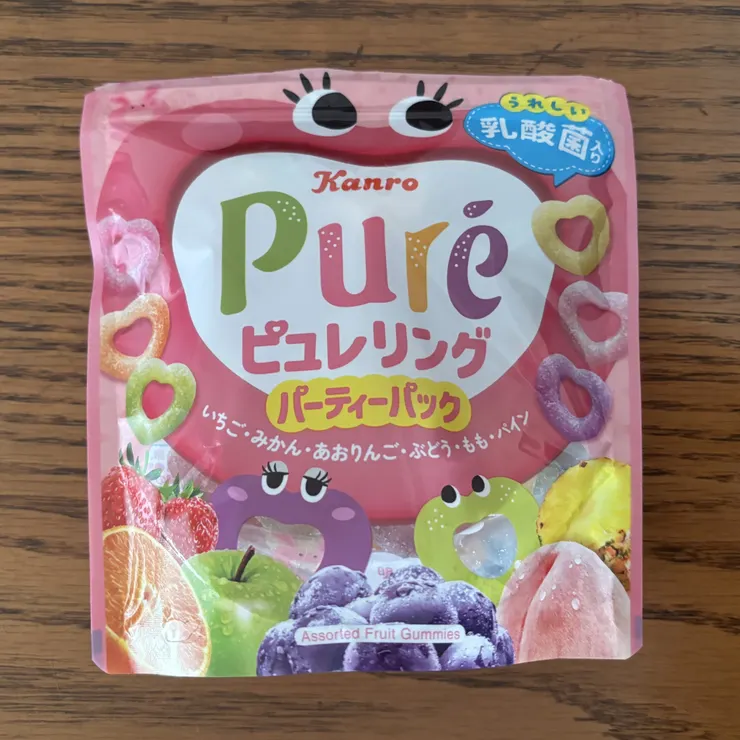 うれしい
乳酸菌入り
Kanro
Puré
ピュレリング
パーティーパック
いちご・みかん・あおりんご・ぶどう・もも・パイン
Assorted Fruit Gummies